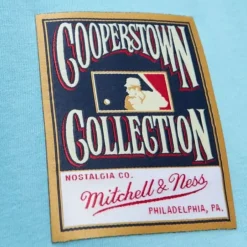 COOPERSTOWN
COLLECTION
NOSTALGIA CO.
Mitchell & Ness
PHILADELPHIA, PA.